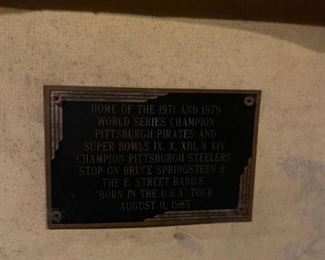 HOME OF THE 1971 AND 1979
WORLD SERIES CHAMPION
PITTSBURGH PIRATES AND
SUPER BOWLS IX, X, XIII, & XIV
CHAMPION PITTSBURGH STEELERS
STOP ON BRUCE SPRINGSTEEN &
THE E. STREET BAND'S
"BORN IN THE U.S.A" TOUR
AUGUST 11, 1985